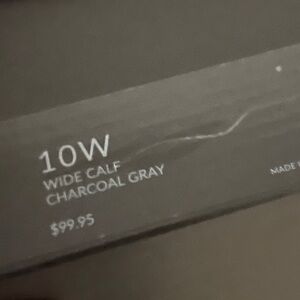 10W
WIDE CALF
CHARCOAL GRAY
$99.95
MADE